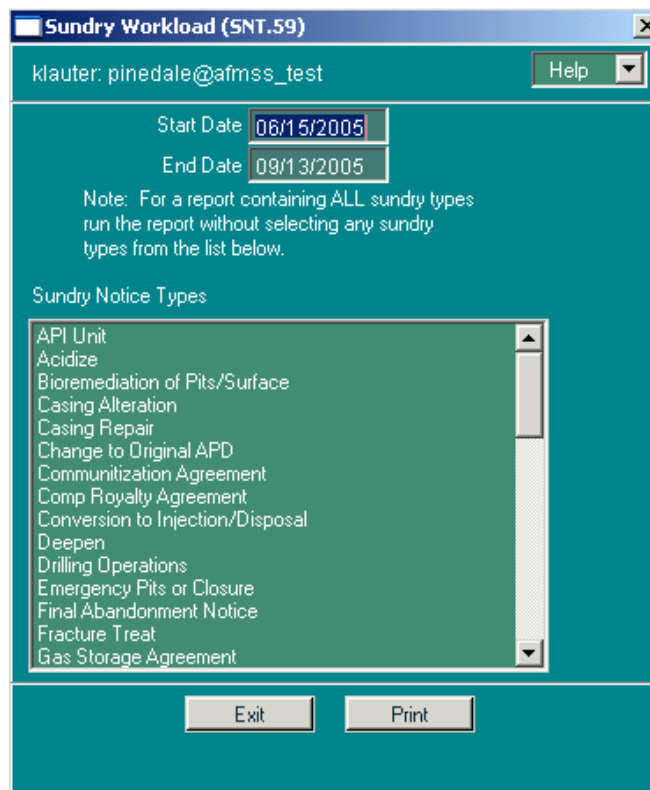 Sundry Workload (SNT.59)
klauter: pinedale@afmss_test
Help
Start Date 06/15/2005
End Date 09/13/2005
Note: For a report containing ALL sundry types
run the report without selecting any sundry
types from the list below.
Sundry Notice Types
API Unit
Acidize
Bioremediation of Pits/Surface
Casing Alteration
Casing Repair
Change to Original APD
Communitization Agreement
Comp Royalty Agreement
Conversion to Injection/Disposal
Deepen
Drilling Operations
Emergency Pits or Closure
Final Abandonment Notice
Fracture Treat
Gas Storage Agreement
Exit
Print